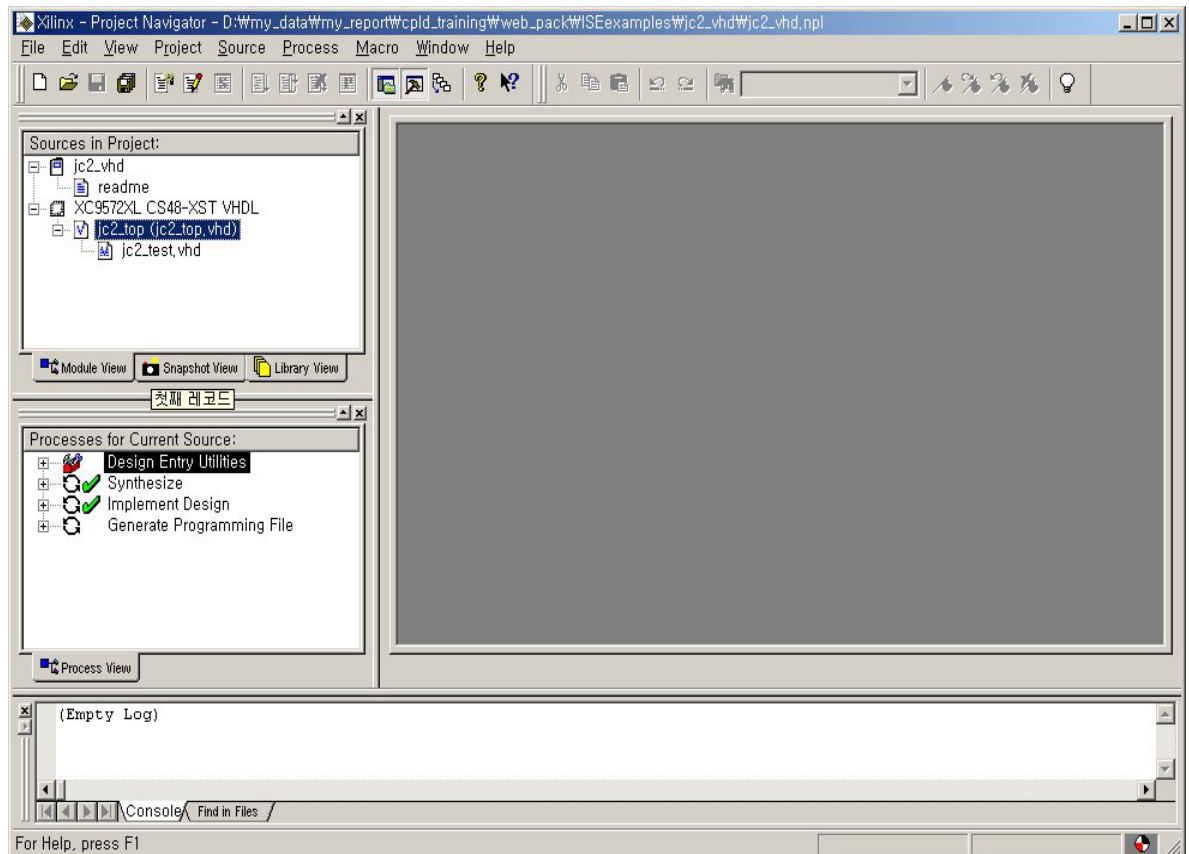 Xilinx - Project Navigator - D:₩my_data₩my_report₩cpld_training₩web_pack₩ISEexamples₩jc2_vhd₩jc2_vhd.npl
File Edit View Project Source Process Macro Window Help
Sources in Project:
jc2_vhd
readme
XC9572XL CS48-XST VHDL
jc2_top (jc2_top.vhd)
jc2_test.vhd
Module View Snapshot View Library View
첫째 레코드
Processes for Current Source:
Design Entry Utilities
Synthesize
Implement Design
Generate Programming File
Process View
(Empty Log)
Console Find in Files
For Help, press F1